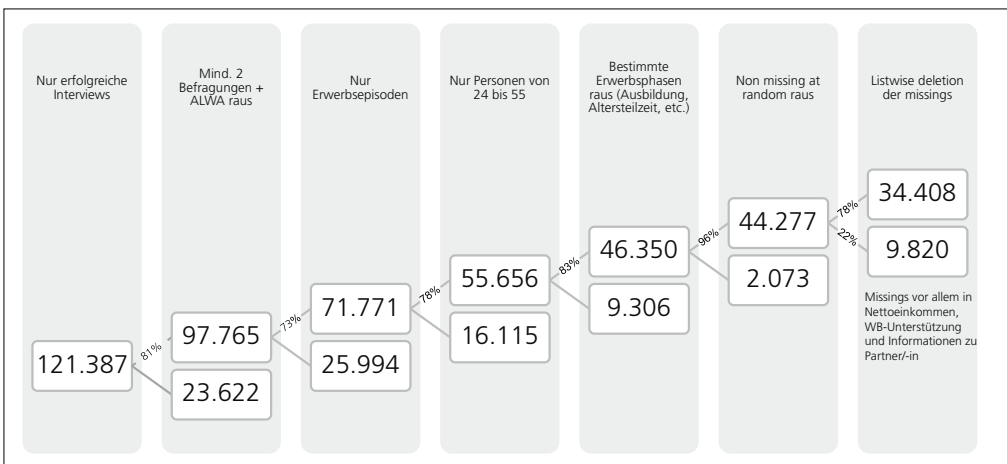 Nur erfolgreiche
Interviews
121.387
81%
Mind. 2
Befragungen +
ALWA raus
97.765
23.622
73%
Nur
Erwerbsepisoden
71.771
25.994
78%
Nur Personen von
24 bis 55
55.656
16.115
83%
Bestimmte
Erwerbsphasen
raus (Ausbildung,
Altersteilzeit, etc.)
46.350
9.306
96%
Non missing at
random raus
44.277
2.073
78%
22%
Listwise deletion
der missings
34.408
9.820
Missings vor allem in
Nettoeinkommen,
WB-Unterstützung
und Informationen zu
Partner/-in